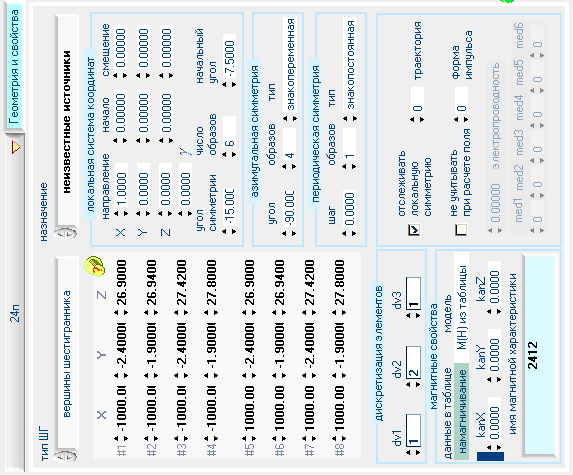 24п
Геометрия и свойства
тип ШГ
назначение
вершины шестигранника
неизвестные источники
X Y Z
#1 -1000.00 -2.4000 26.9000
#2 -1000.00 -1.9000 26.9400
#3 -1000.00 -2.4000 27.4200
#4 -1000.00 -1.9000 27.8000
#5 -1000.00 -2.4000 26.9000
#6 -1000.00 -1.9000 26.9400
#7 -1000.00 -2.4000 27.4200
#8 -1000.00 -1.9000 27.8000
локальная система координат
направление начало смещение
X 1.0000 0.00000 0.00000
Y 0.0000 0.00000 0.00000
Z 0.0000 0.00000 0.00000
0.0000 γ
угол симметрии
число образов
начальный угол
-15.000 6 -7.5000
азимутальная симметрия
угол образов тип
-90.000 4 знакопеременная
периодическая симметрия
шаг образов тип
0.0000 1 знакопостоянная
дискретизация элементов
dv1 dv2 dv3
1 2 1
магнитные свойства
данные в таблице модель
намагничивание M(H) из таблицы
kanX kanY kanZ
0.0000 0.0000 0.0000
имя магнитной характеристики
2412
отслеживать локальную симметрию
0 траектория
не учитывать при расчете поля
0 форма импульса
0.00000 электропроводность
med1 med2 med3 med4 med5 med6
0 0 0 0 0 0